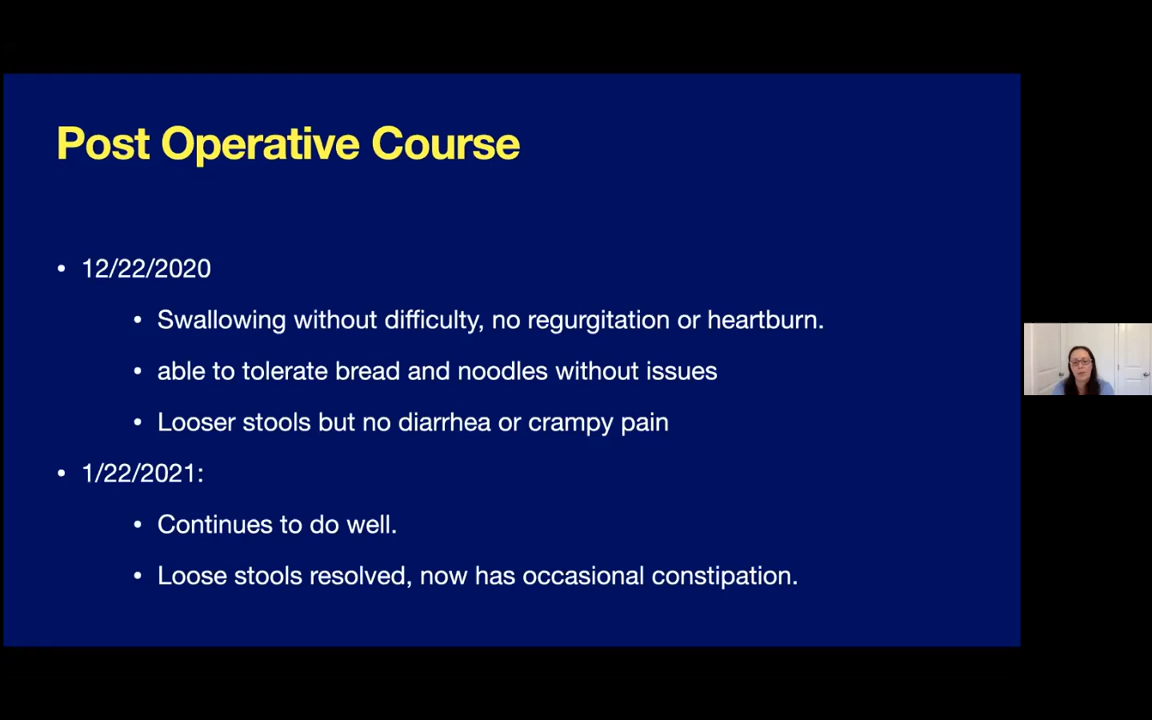 Post Operative Course
• 12/22/2020
• Swallowing without difficulty, no regurgitation or heartburn.
• able to tolerate bread and noodles without issues
• Looser stools but no diarrhea or crampy pain
• 1/22/2021:
• Continues to do well.
• Loose stools resolved, now has occasional constipation.